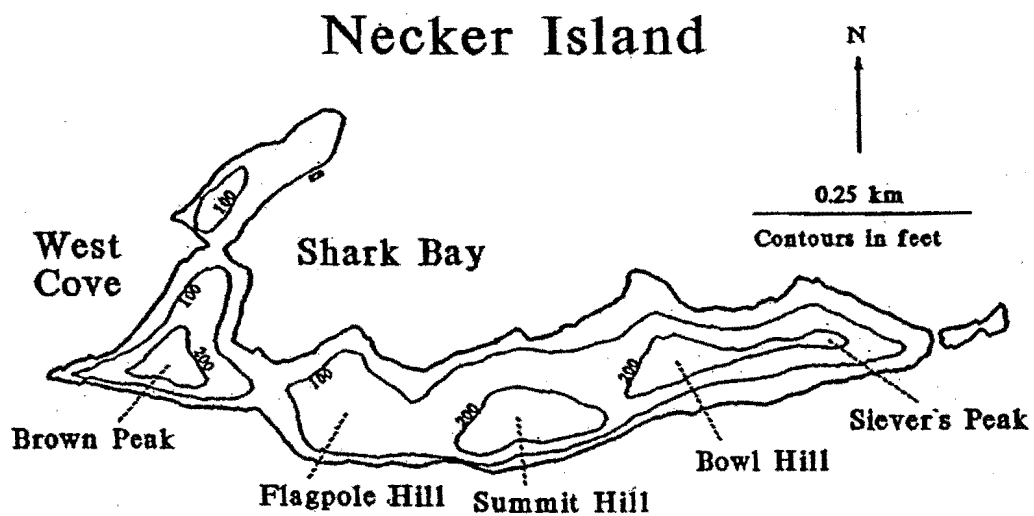 Necker Island
N
0.25 km
Contours in feet
West
Cove
Shark Bay
100
100
200
100
200
200
Brown Peak
Flagpole Hill
Summit Hill
Bowl Hill
Siever's Peak